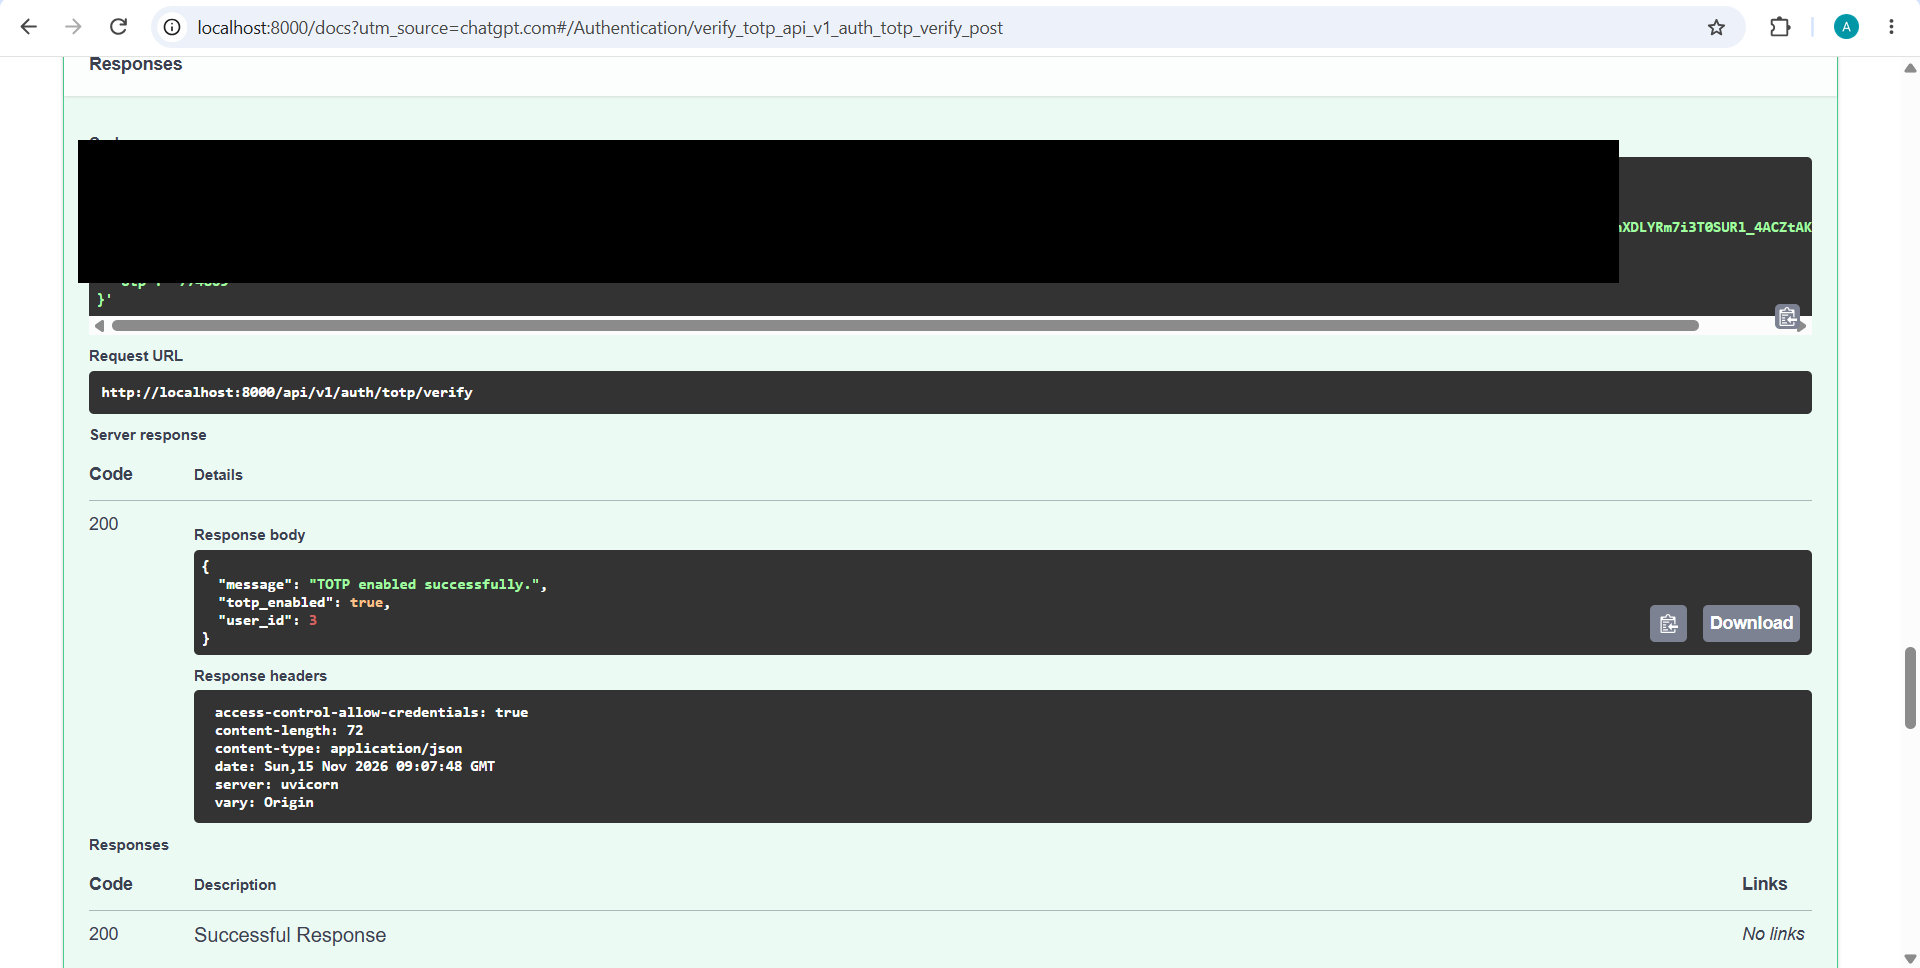 localhost:8000/docs?utm_source=chatgpt.com#/Authentication/verify_totp_api_v1_auth_totp_verify_post
A
Responses
XDLYRm7i3T0SURl_4ACZtAK
}'
Request URL
http://localhost:8000/api/v1/auth/totp/verify
Server response
Code Details
200
Response body
{
"message": "TOTP enabled successfully.",
"totp_enabled": true,
"user_id": 3
}
Download
Response headers
access-control-allow-credentials: true
content-length: 72
content-type: application/json
date: Sun,15 Nov 2026 09:07:48 GMT
server: uvicorn
vary: Origin
Responses
Code Description Links
200 Successful Response No links